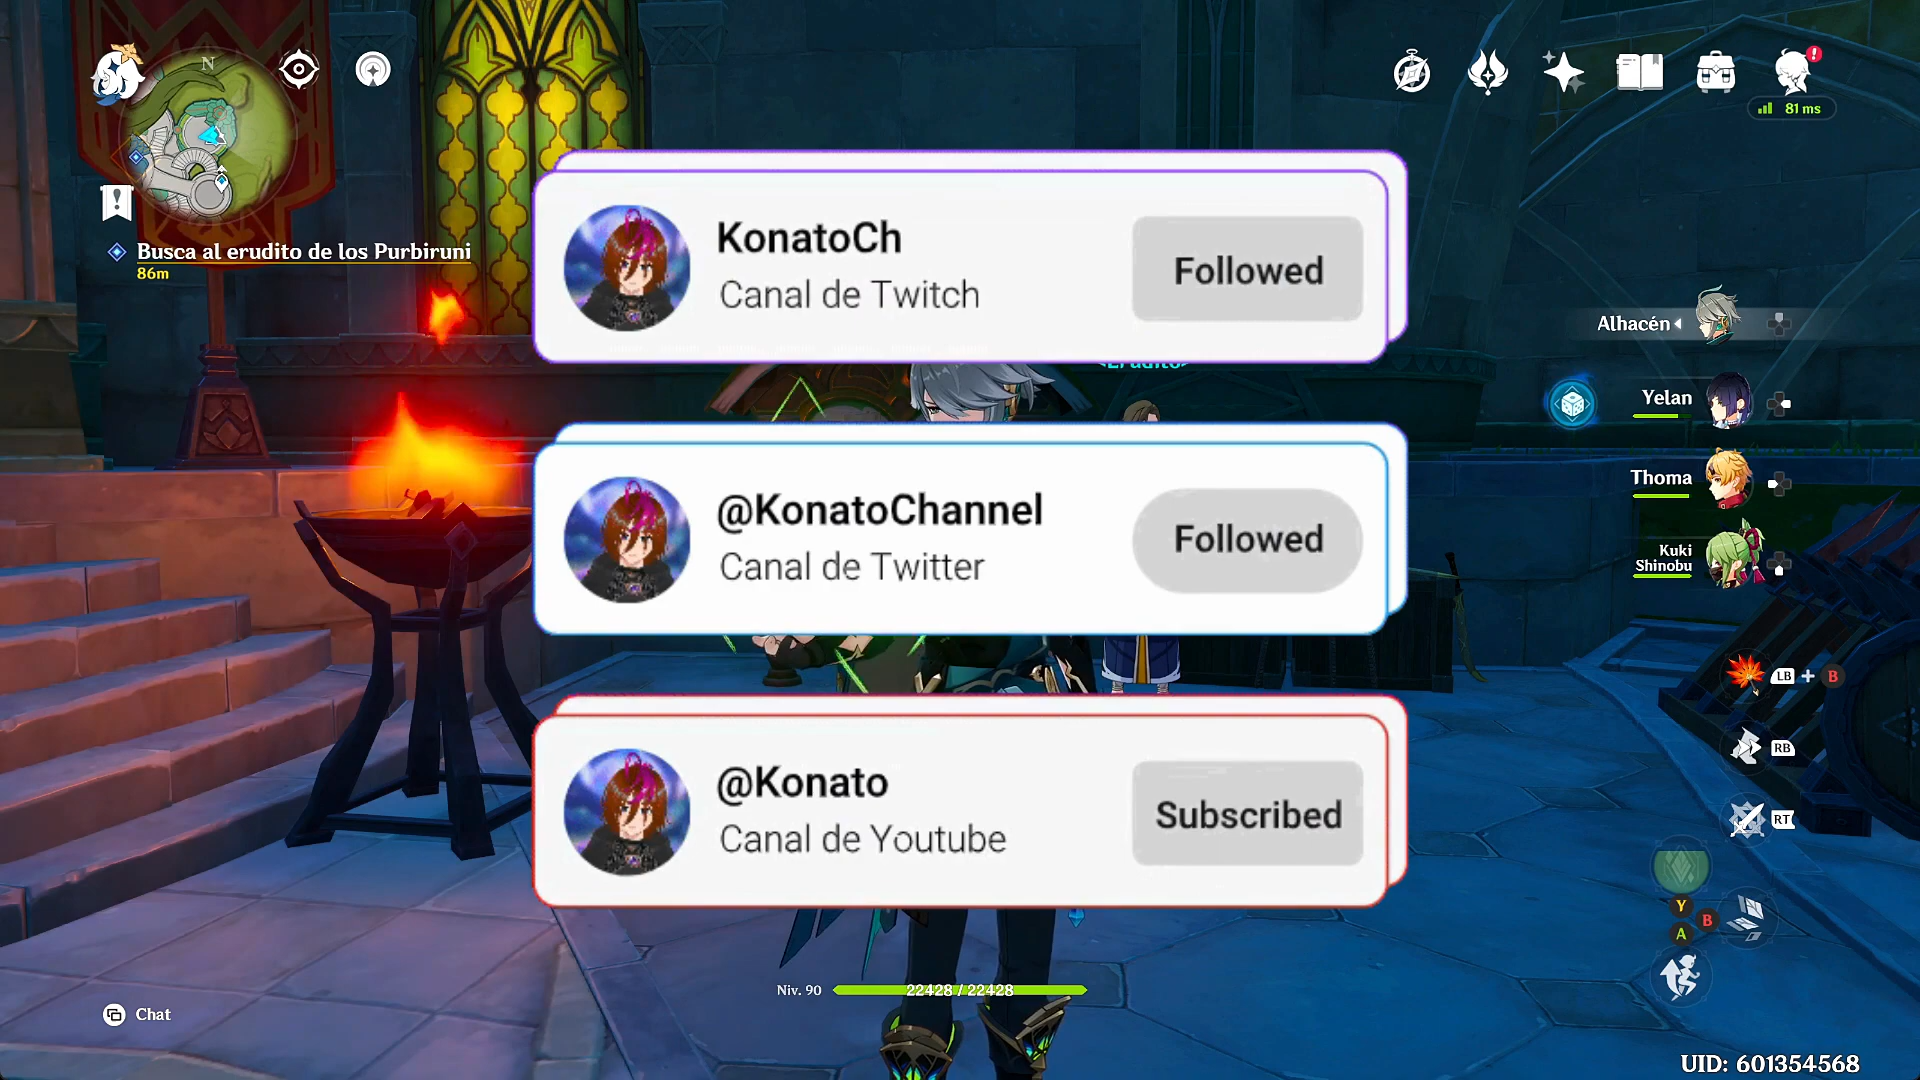 N
81 ms
Busca al erudito de los Purbiruni
86m
KonatoCh
Canal de Twitch
Followed
Alhacén
<Erudito>
Yelan
Thoma
Kuki
Shinobu
@KonatoChannel
Canal de Twitter
Followed
LB + B
RB
RT
@Konato
Canal de Youtube
Subscribed
Y
B
A
Niv. 90
22428 / 22428
Chat
UID: 601354568